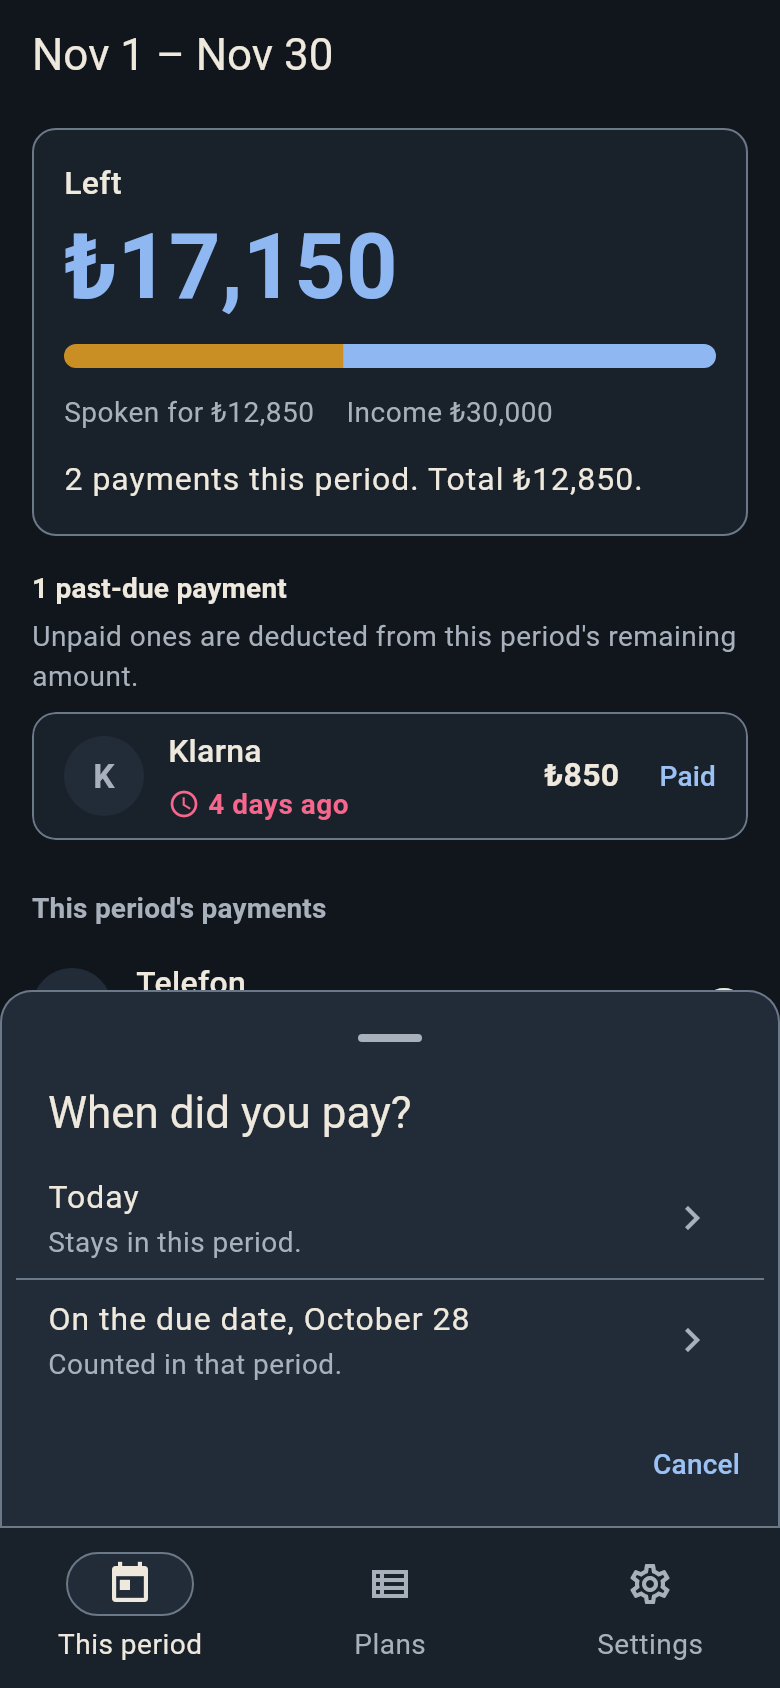 Nov 1 – Nov 30
Left
₺17,150
Spoken for ₺12,850 Income ₺30,000
2 payments this period. Total ₺12,850.
1 past-due payment
Unpaid ones are deducted from this period's remaining
amount.
K
Klarna
4 days ago
₺850
Paid
This period's payments
Telefon
When did you pay?
Today
Stays in this period.
On the due date, October 28
Counted in that period.
Cancel
This period
Plans
Settings